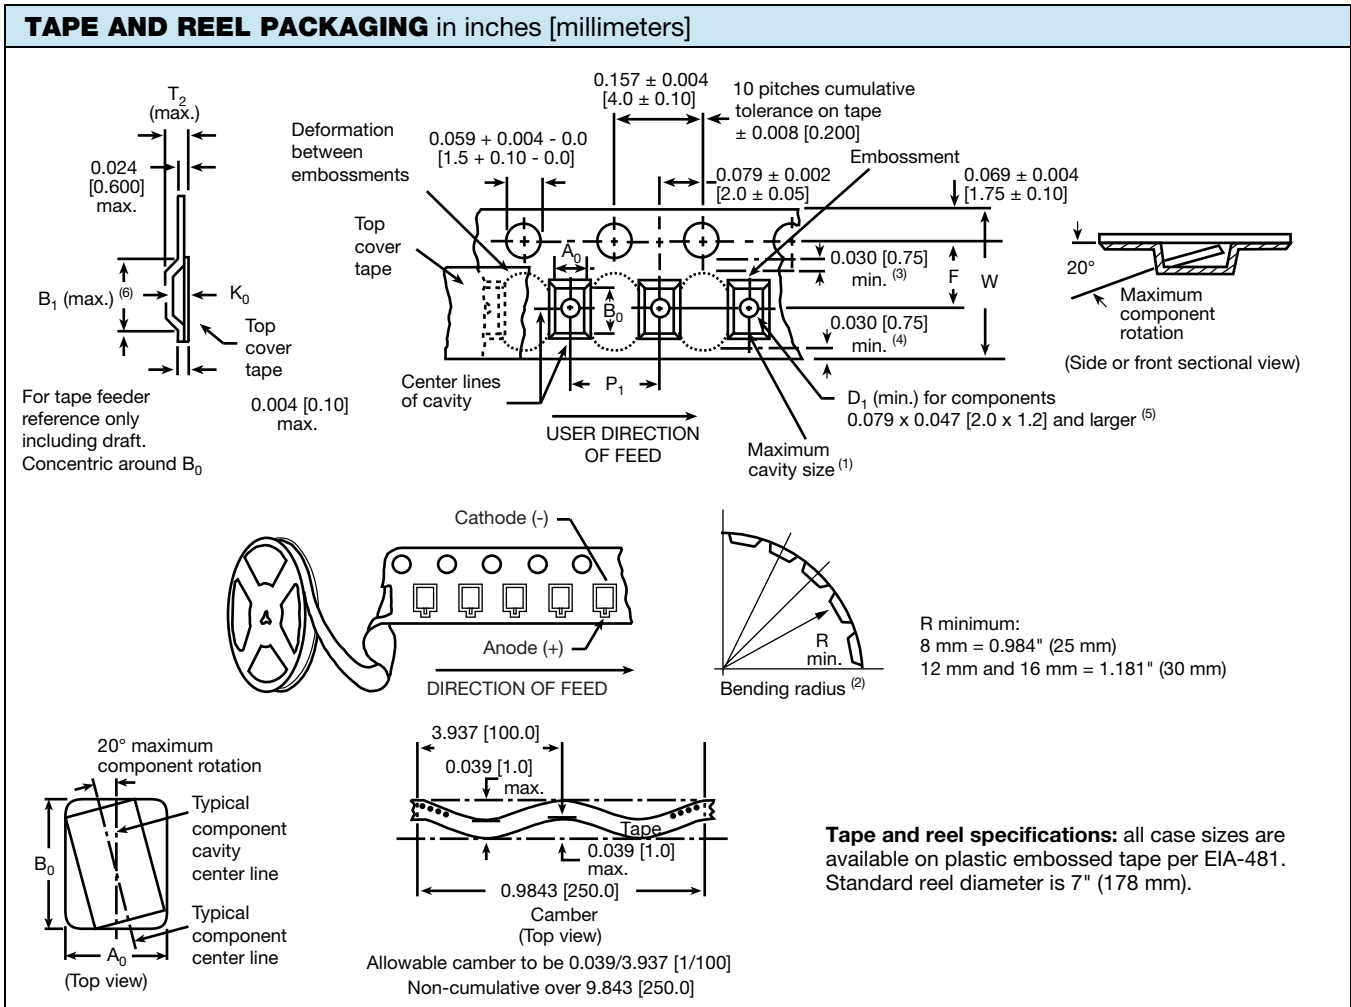 TAPE AND REEL PACKAGING in inches [millimeters]
T2
(max.)
0.024
[0.600]
max.
B1 (max.) (6)
K0
Top
cover
tape
For tape feeder
reference only
including draft.
Concentric around B0
0.004 [0.10]
max.
Deformation
between
embossments
Top
cover
tape
0.059 + 0.004 - 0.0
[1.5 + 0.10 - 0.0]
0.157 ± 0.004
[4.0 ± 0.10]
10 pitches cumulative
tolerance on tape
± 0.008 [0.200]
Embossment
0.079 ± 0.002
[2.0 ± 0.05]
0.069 ± 0.004
[1.75 ± 0.10]
A0
B0
0.030 [0.75]
min. (3)
F
W
0.030 [0.75]
min. (4)
Center lines
of cavity
P1
USER DIRECTION
OF FEED
D1 (min.) for components
0.079 x 0.047 [2.0 x 1.2] and larger (5)
Maximum
cavity size (1)
20°
Maximum
component
rotation
(Side or front sectional view)
Cathode (-)
Anode (+)
DIRECTION OF FEED
R
min.
Bending radius (2)
R minimum:
8 mm = 0.984" (25 mm)
12 mm and 16 mm = 1.181" (30 mm)
20° maximum
component rotation
Typical
component
cavity
center line
B0
Typical
component
center line
A0
(Top view)
3.937 [100.0]
0.039 [1.0]
max.
Tape
0.039 [1.0]
max.
0.9843 [250.0]
Camber
(Top view)
Allowable camber to be 0.039/3.937 [1/100]
Non-cumulative over 9.843 [250.0]
Tape and reel specifications: all case sizes are
available on plastic embossed tape per EIA-481.
Standard reel diameter is 7" (178 mm).